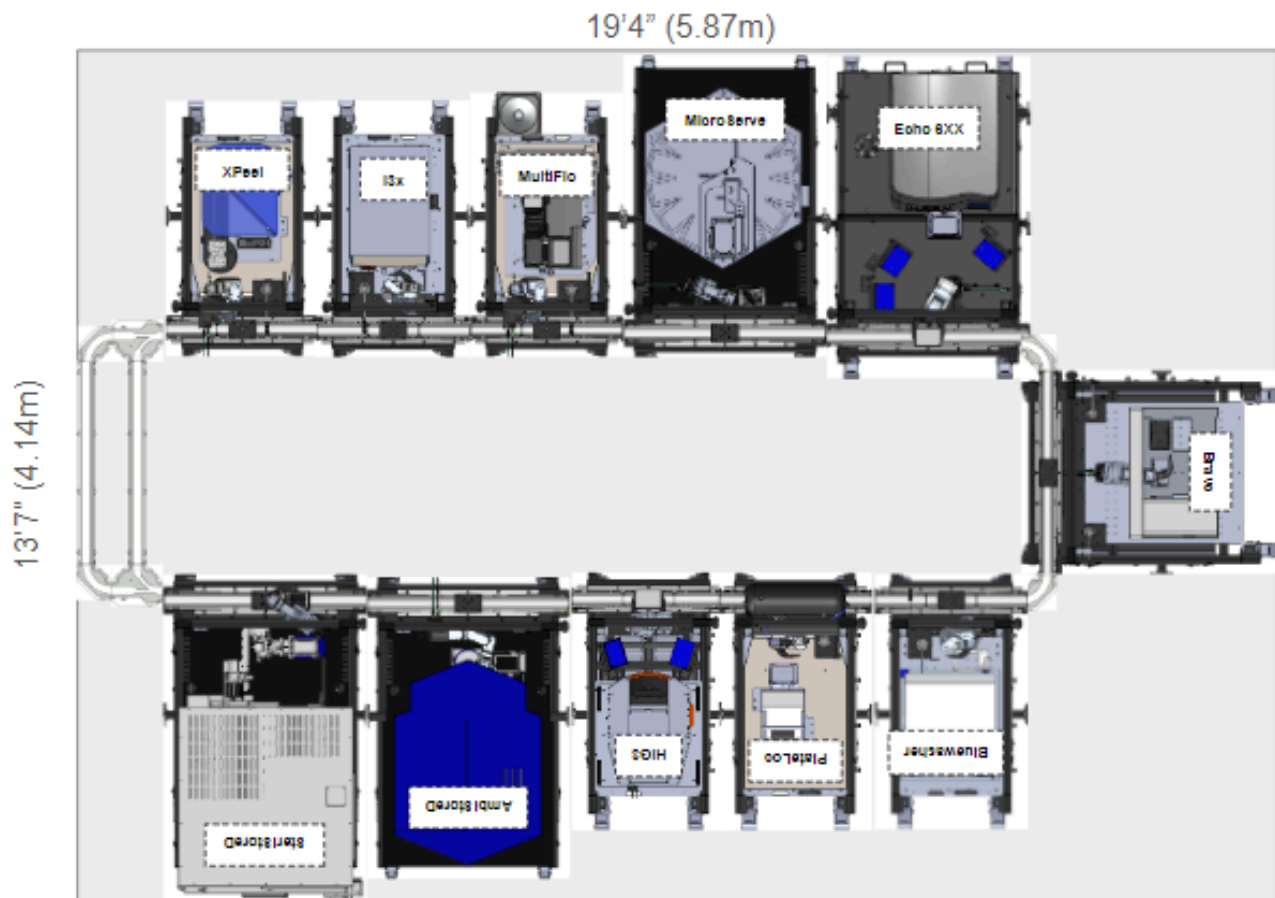 19'4" (5.87m)
MicroServe
Echo 6XX
XPeel
i3x
MultiFlo
13'7" (4.14m)
Bravo
HiG3
PlateLoc
Bluewasher
AmbiStoreD
SteriStoreD